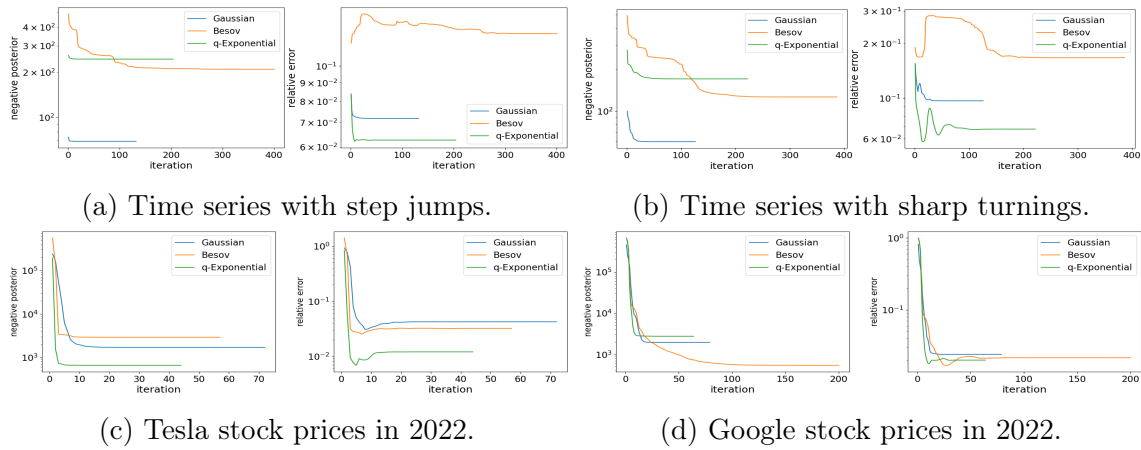 4 × 10²
3 × 10²
2 × 10²
10²
negative posterior
0
100
200
300
400
iteration
Gaussian
Besov
q-Exponential
10⁻¹
9 × 10⁻²
8 × 10⁻²
7 × 10⁻²
6 × 10⁻²
relative error
0
100
200
300
400
iteration
Gaussian
Besov
q-Exponential
(a) Time series with step jumps.
10²
negative posterior
0
100
200
300
400
iteration
Gaussian
Besov
q-Exponential
3 × 10⁻¹
2 × 10⁻¹
10⁻¹
6 × 10⁻²
relative error
0
100
200
300
400
iteration
Gaussian
Besov
q-Exponential
(b) Time series with sharp turnings.
10⁵
10⁴
10³
negative posterior
0
10
20
30
40
50
60
70
iteration
Gaussian
Besov
q-Exponential
10⁰
10⁻¹
10⁻²
relative error
0
10
20
30
40
50
60
70
iteration
Gaussian
Besov
q-Exponential
(c) Tesla stock prices in 2022.
10⁵
10⁴
10³
negative posterior
0
50
100
150
200
iteration
Gaussian
Besov
q-Exponential
10⁰
10⁻¹
relative error
0
50
100
150
200
iteration
Gaussian
Besov
q-Exponential
(d) Google stock prices in 2022.